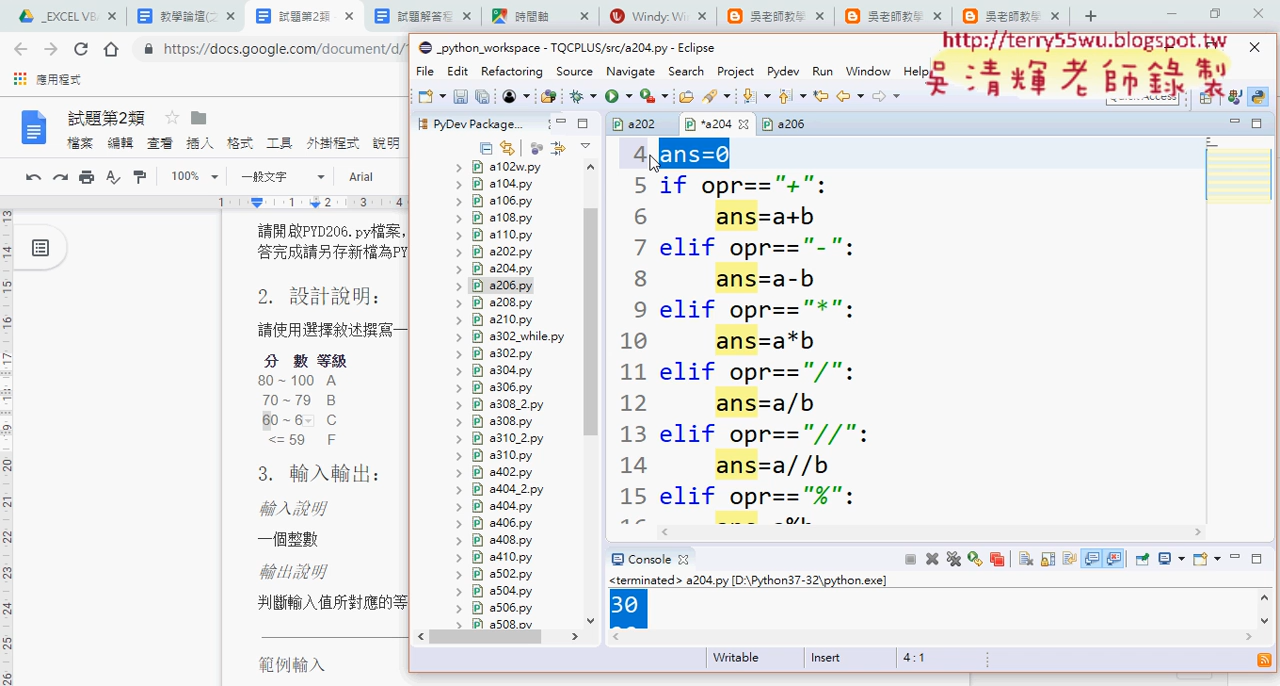 _EXCEL VB
教學論壇(之
試題第2類
試題解答程
時間軸
Windy: Wi
吳老師教學
吳老師教學
吳老師教學
https://docs.google.com/document/d/1
應用程式
試題第2類
檔案 編輯 查看 插入 格式 工具 外掛程式 說明
100% 一般文字 Arial
請開啟PYD206.py檔案,
答完成請另存新檔為PY
2. 設計說明:
請使用選擇敘述撰寫一
分 數 等級
80 ~ 100 A
70 ~ 79 B
60 ~ 6 C
<= 59 F
3. 輸入輸出:
輸入說明
一個整數
輸出說明
判斷輸入值所對應的等
範例輸入
_python_workspace - TQCPLUS/src/a204.py - Eclipse
http://terry55wu.blogspot.tw
吳清輝老師錄製
File Edit Refactoring Source Navigate Search Project Pydev Run Window Help
Quick Access
PyDev Package...
a102w.py
a104.py
a106.py
a108.py
a110.py
a202.py
a204.py
a206.py
a208.py
a210.py
a302_while.py
a302.py
a304.py
a306.py
a308_2.py
a308.py
a310_2.py
a310.py
a402.py
a404_2.py
a404.py
a406.py
a408.py
a410.py
a502.py
a504.py
a506.py
a508.py
a202 *a204 a206
4 ans=0
5 if opr=="+":
6 ans=a+b
7 elif opr=="-":
8 ans=a-b
9 elif opr=="*":
10 ans=a*b
11 elif opr=="/":
12 ans=a/b
13 elif opr=="//":
14 ans=a//b
15 elif opr=="%":
16 ans=a%b
Console
<terminated> a204.py [D:\Python37-32\python.exe]
30
Writable Insert 4 : 1